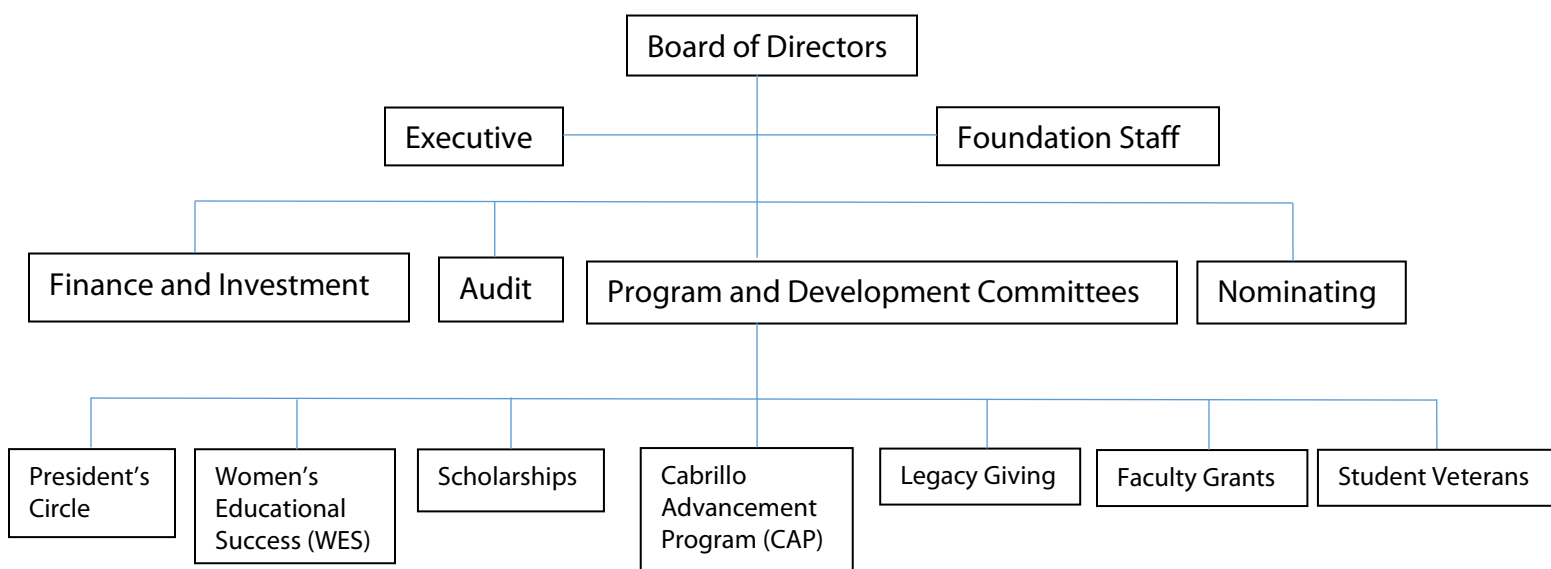 Board of Directors
Executive
Foundation Staff
Finance and Investment
Audit
Program and Development Committees
Nominating
President’s
Circle
Women’s
Educational
Success (WES)
Scholarships
Cabrillo
Advancement
Program (CAP)
Legacy Giving
Faculty Grants
Student Veterans